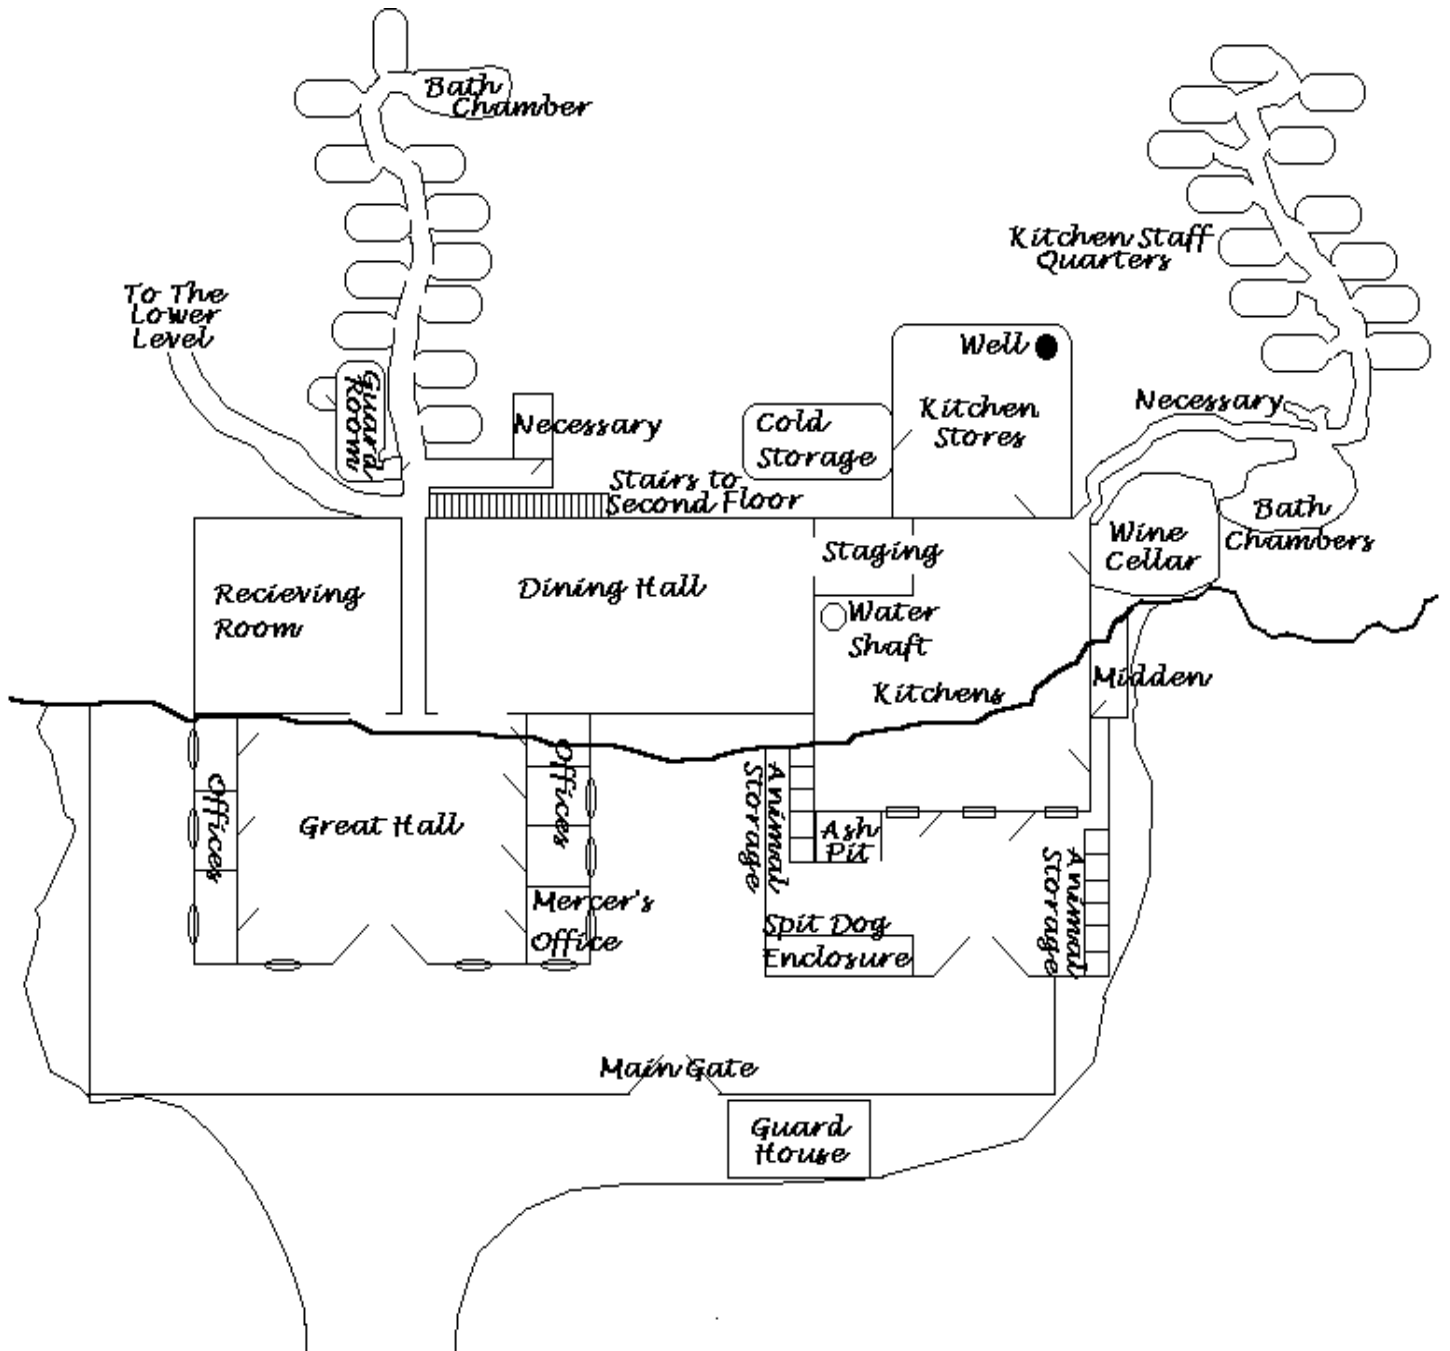 Bath
Chamber
Kitchen Staff
Quarters
To The
Lower
Level
Well
Guard
Room
Necessary
Kitchen
Stores
Necessary
Cold
Storage
Stairs to
Second Floor
Bath
Chambers
Wine
Cellar
Staging
Recieving
Room
Dining Hall
Water
Shaft
Kitchens
Midden
Offices
Great Hall
Offices
Mercer's
Office
Animal
Storage
Ash
Pit
Animal
Storage
Spit Dog
Enclosure
Main Gate
Guard
House